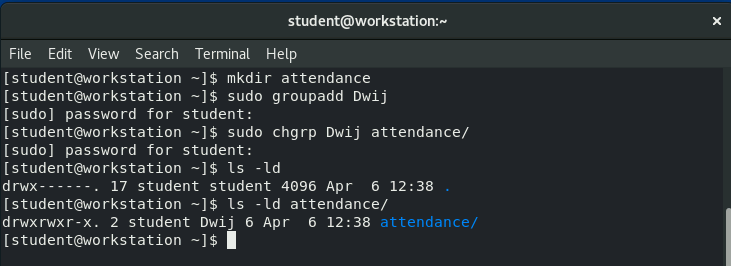 student@workstation:~ ×
File Edit View Search Terminal Help
[student@workstation ~]$ mkdir attendance
[student@workstation ~]$ sudo groupadd Dwij
[sudo] password for student:
[student@workstation ~]$ sudo chgrp Dwij attendance/
[sudo] password for student:
[student@workstation ~]$ ls -ld
drwx------. 17 student student 4096 Apr  6 12:38 .
[student@workstation ~]$ ls -ld attendance/
drwxrwxr-x. 2 student Dwij 6 Apr  6 12:38 attendance/
[student@workstation ~]$